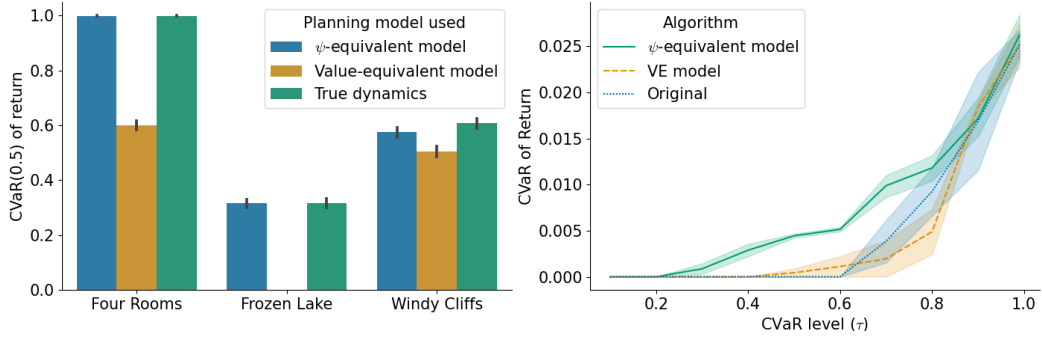 CVaR(0.5) of return
1.0
0.8
0.6
0.4
0.2
0.0
Planning model used
ψ-equivalent model
Value-equivalent model
True dynamics
Four Rooms
Frozen Lake
Windy Cliffs
CVaR of Return
0.025
0.020
0.015
0.010
0.005
0.000
Algorithm
ψ-equivalent model
VE model
Original
0.2
0.4
0.6
0.8
1.0
CVaR level (τ)